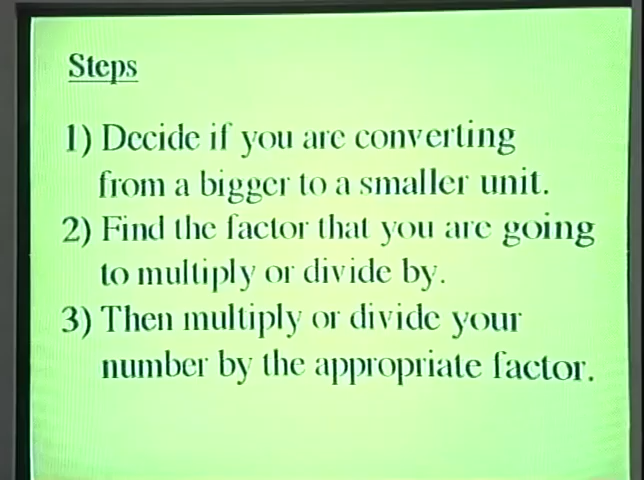 Steps
1) Decide if you are converting
from a bigger to a smaller unit.
2) Find the factor that you are going
to multiply or divide by.
3) Then multiply or divide your
number by the appropriate factor.